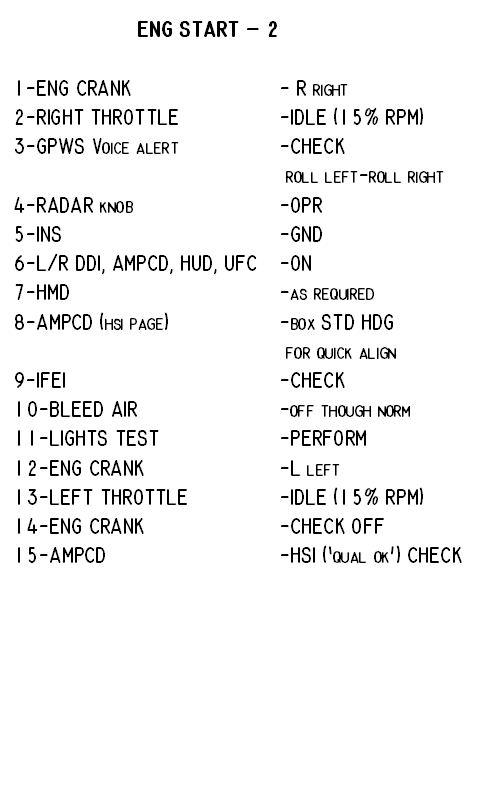 ENG START – 2
1-ENG CRANK - R RIGHT
2-RIGHT THROTTLE -IDLE (15% RPM)
3-GPWS VOICE ALERT -CHECK
ROLL LEFT-ROLL RIGHT
4-RADAR KNOB -OPR
5-INS -GND
6-L/R DDI, AMPCD, HUD, UFC -ON
7-HMD -AS REQUIRED
8-AMPCD (HSI PAGE) -BOX STD HDG
FOR QUICK ALIGN
9-IFEI -CHECK
10-BLEED AIR -OFF THOUGH NORM
11-LIGHTS TEST -PERFORM
12-ENG CRANK -L LEFT
13-LEFT THROTTLE -IDLE (15% RPM)
14-ENG CRANK -CHECK OFF
15-AMPCD -HSI ('QUAL OK') CHECK